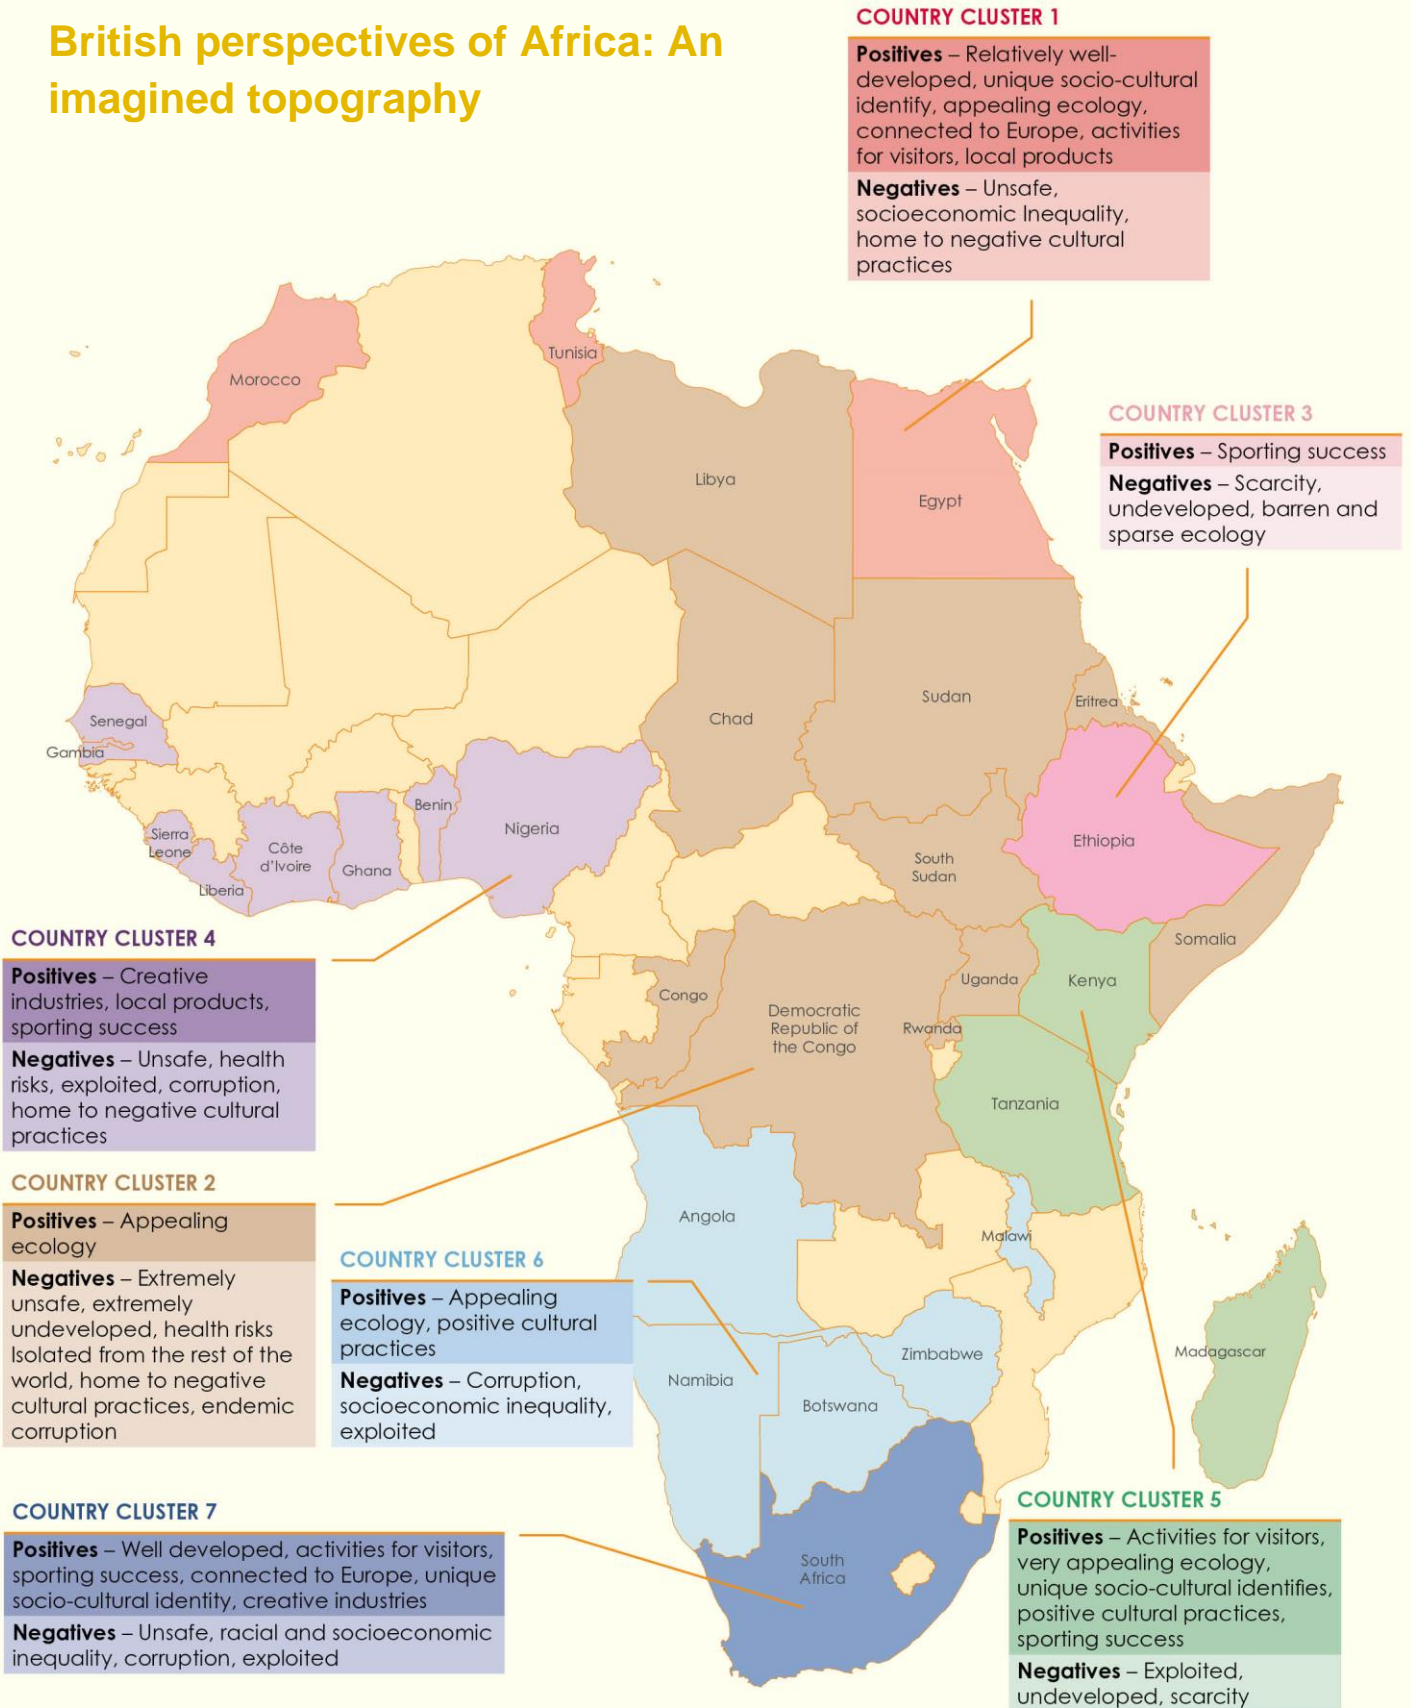 British perspectives of Africa: An
imagined topography
COUNTRY CLUSTER 1
Positives – Relatively well-
developed, unique socio-cultural
identify, appealing ecology,
connected to Europe, activities
for visitors, local products
Negatives – Unsafe,
socioeconomic Inequality,
home to negative cultural
practices
Tunisia
Morocco
COUNTRY CLUSTER 3
Positives – Sporting success
Negatives – Scarcity,
undeveloped, barren and
sparse ecology
Libya
Egypt
Senegal
Gambia
Chad
Sudan
Eritrea
Benin
Nigeria
Sierra
Leone
Côte
d'Ivoire
Ghana
Liberia
South
Sudan
Ethiopia
Somalia
COUNTRY CLUSTER 4
Positives – Creative
industries, local products,
sporting success
Negatives – Unsafe, health
risks, exploited, corruption,
home to negative cultural
practices
Congo
Democratic
Republic of
the Congo
Uganda
Kenya
Rwanda
Tanzania
COUNTRY CLUSTER 2
Positives – Appealing
ecology
Negatives – Extremely
unsafe, extremely
undeveloped, health risks
Isolated from the rest of the
world, home to negative
cultural practices, endemic
corruption
Angola
Malawi
COUNTRY CLUSTER 6
Positives – Appealing
ecology, positive cultural
practices
Negatives – Corruption,
socioeconomic inequality,
exploited
Zimbabwe
Namibia
Botswana
Madagascar
COUNTRY CLUSTER 7
Positives – Well developed, activities for visitors,
sporting success, connected to Europe, unique
socio-cultural identity, creative industries
Negatives – Unsafe, racial and socioeconomic
inequality, corruption, exploited
South
Africa
COUNTRY CLUSTER 5
Positives – Activities for visitors,
very appealing ecology,
unique socio-cultural identifies,
positive cultural practices,
sporting success
Negatives – Exploited,
undeveloped, scarcity